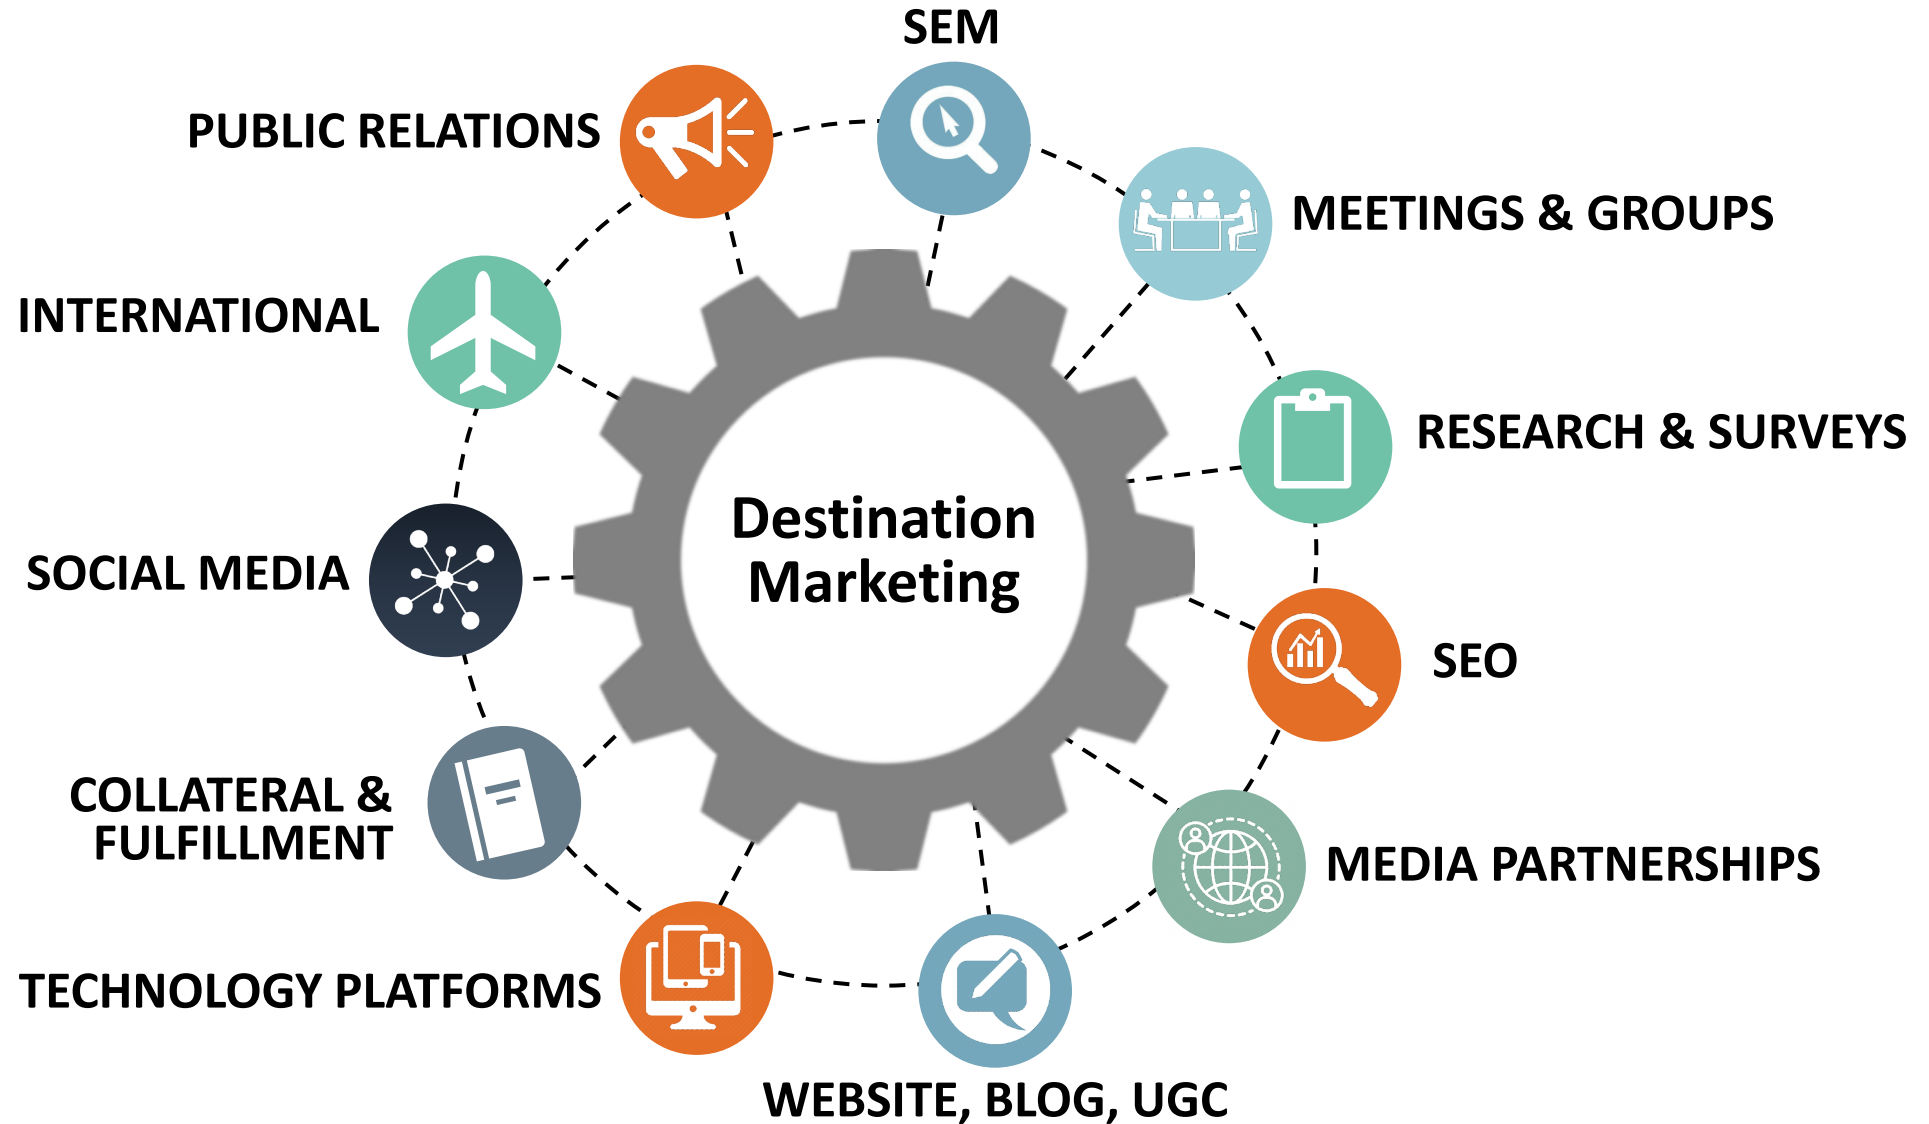 SEM
PUBLIC RELATIONS
MEETINGS & GROUPS
INTERNATIONAL
RESEARCH & SURVEYS
Destination
Marketing
SOCIAL MEDIA
SEO
COLLATERAL &
FULFILLMENT
MEDIA PARTNERSHIPS
TECHNOLOGY PLATFORMS
WEBSITE, BLOG, UGC